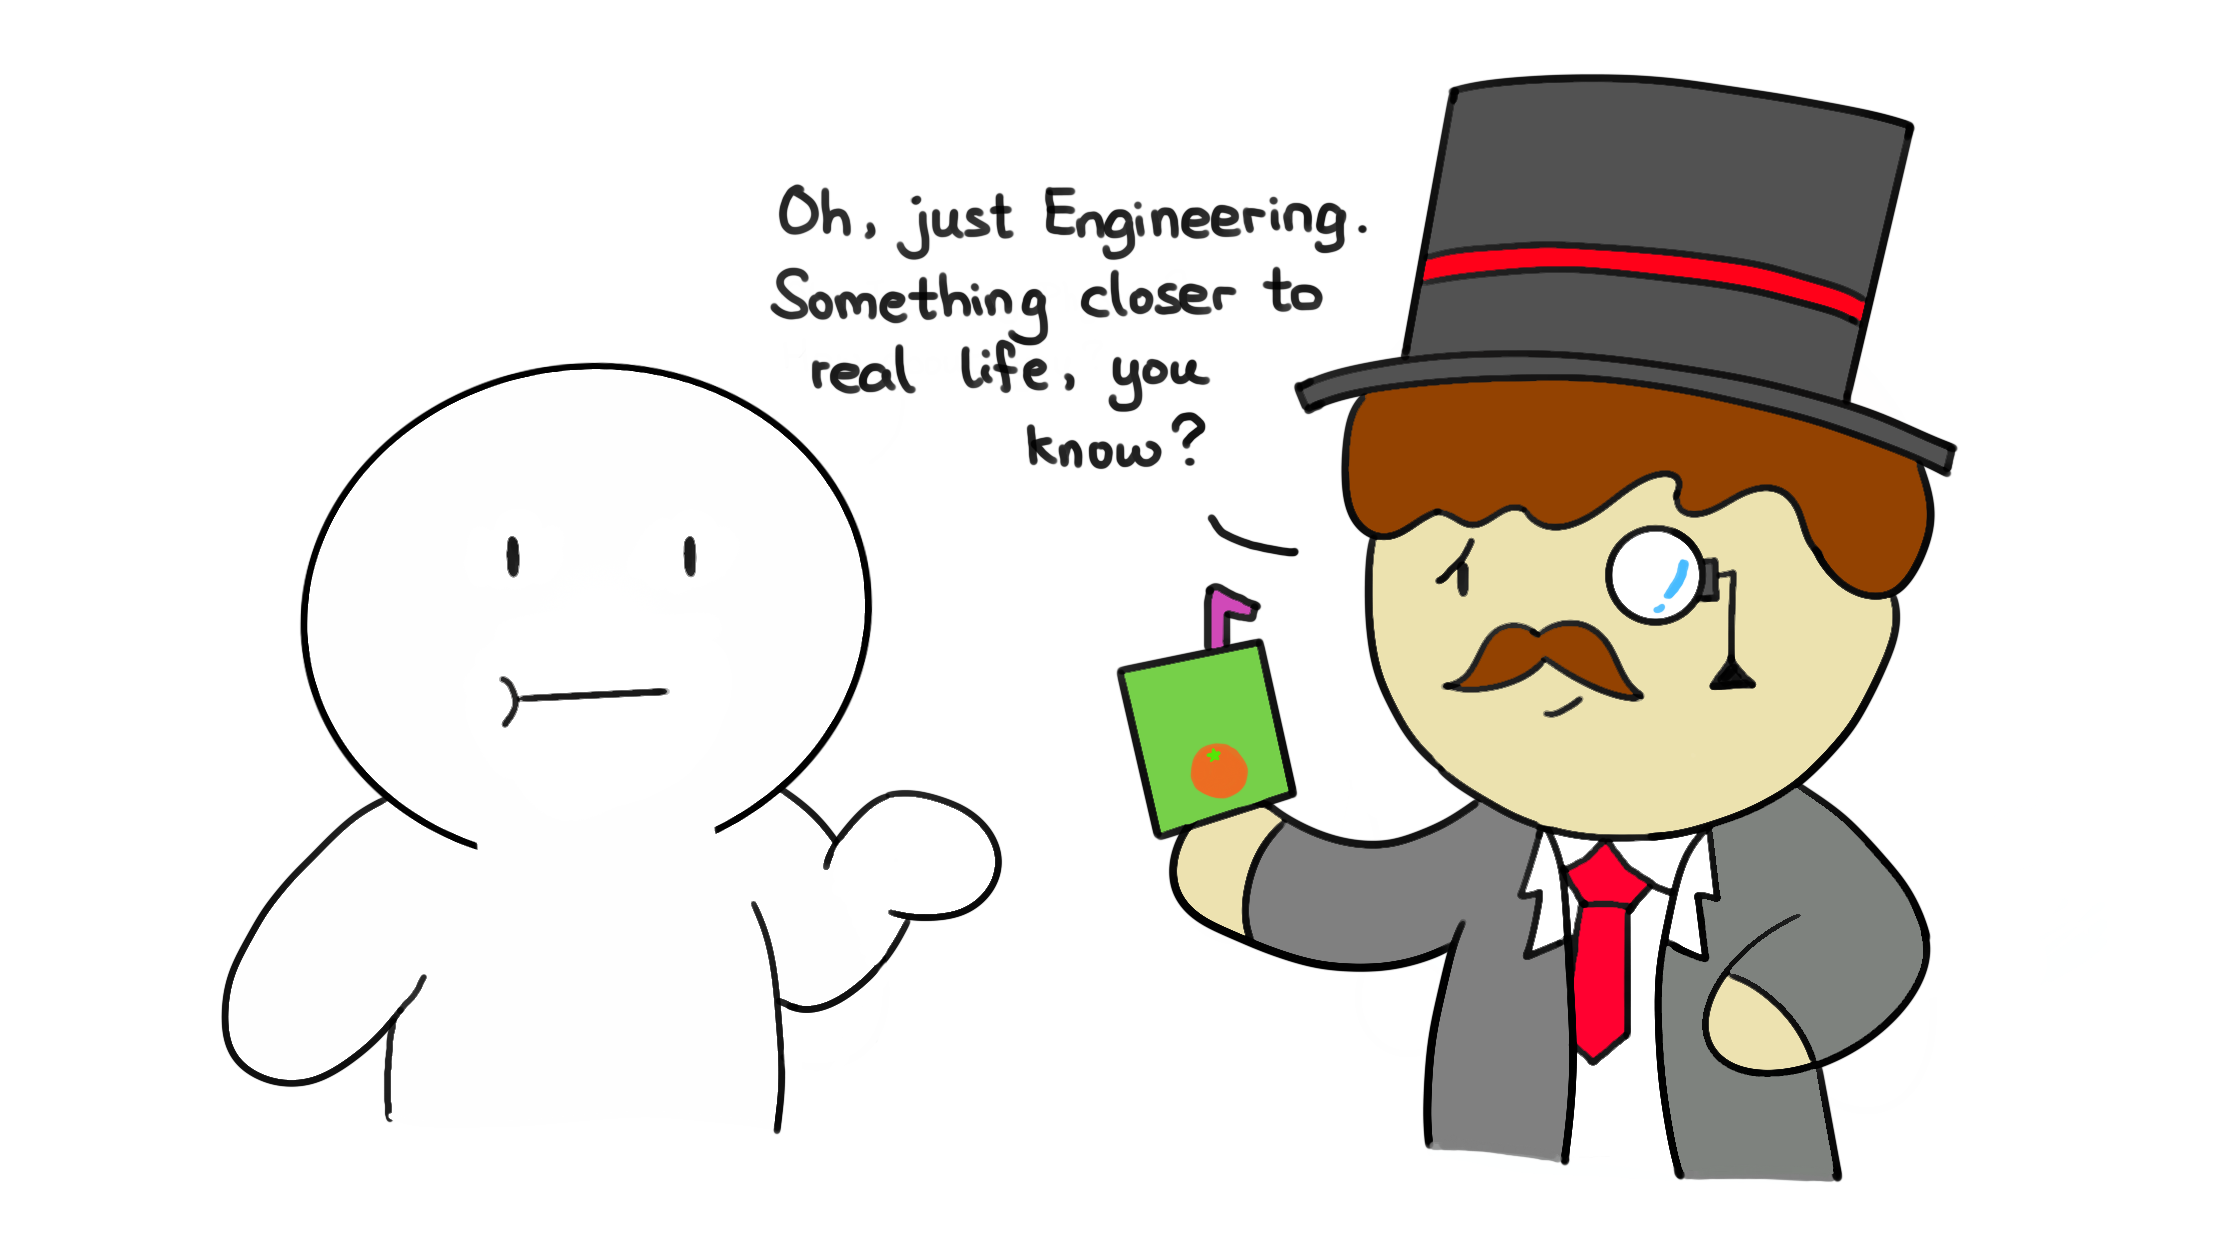 Oh, just Engineering.
Something closer to
real life, you
know?